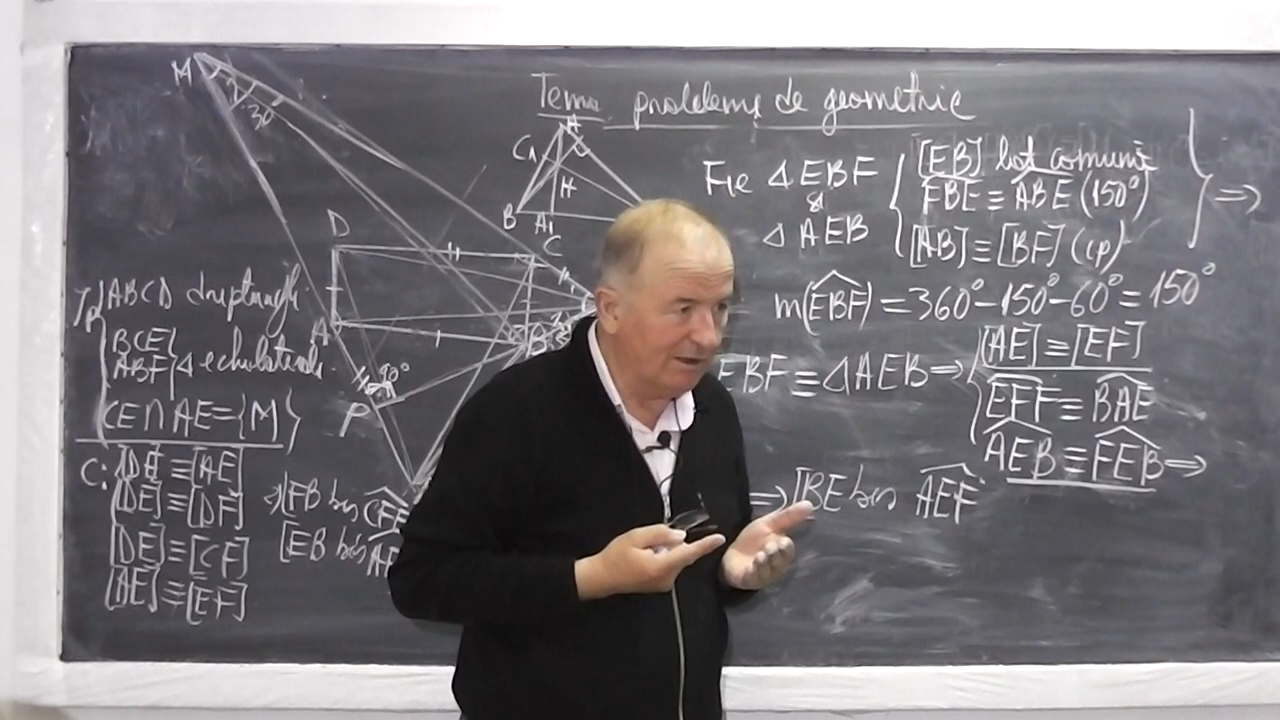 Tema probleme de geometrie
M
30°
A
C₁
H
B A₁
D
C
A
B
P
90°
Fie △EBF
și
△AEB
[EB] lat comună
FBE ≡ ABE (150°)
[AB] ≡ [BF] (cp)
⇒
m(EBF) = 360° - 150° - 60° = 150°
EBF ≡ △AEB ⇒
[AE] ≡ [EF]
EFF ≡ BAE
AEB ≡ FEB ⇒
⇒ [BE bis AEF
ABCD dreptunghi
BCE
ABF △ echilaterale
CE ∩ AE = {M}
C: [DE] ≡ [AE]
[DE] ≡ [DF]
[DE] ≡ [CF]
[AE] ≡ [EF]
⇒ [FB bis CFE
[EB bis